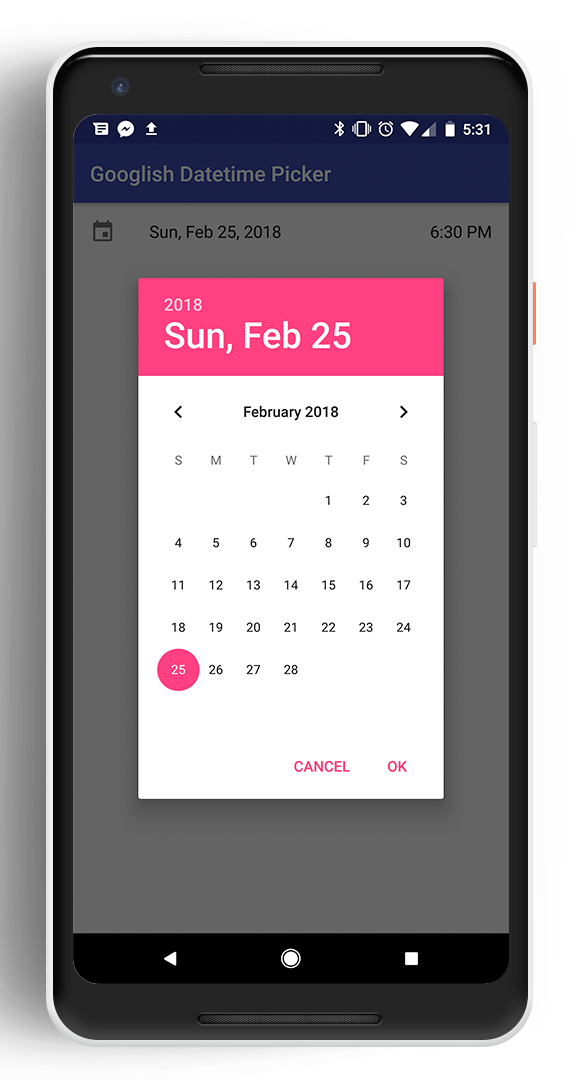 5:31
Googlish Datetime Picker
Sun, Feb 25, 2018 6:30 PM
2018
Sun, Feb 25
February 2018
S M T W T F S
1 2 3
4 5 6 7 8 9 10
11 12 13 14 15 16 17
18 19 20 21 22 23 24
25 26 27 28
CANCEL OK